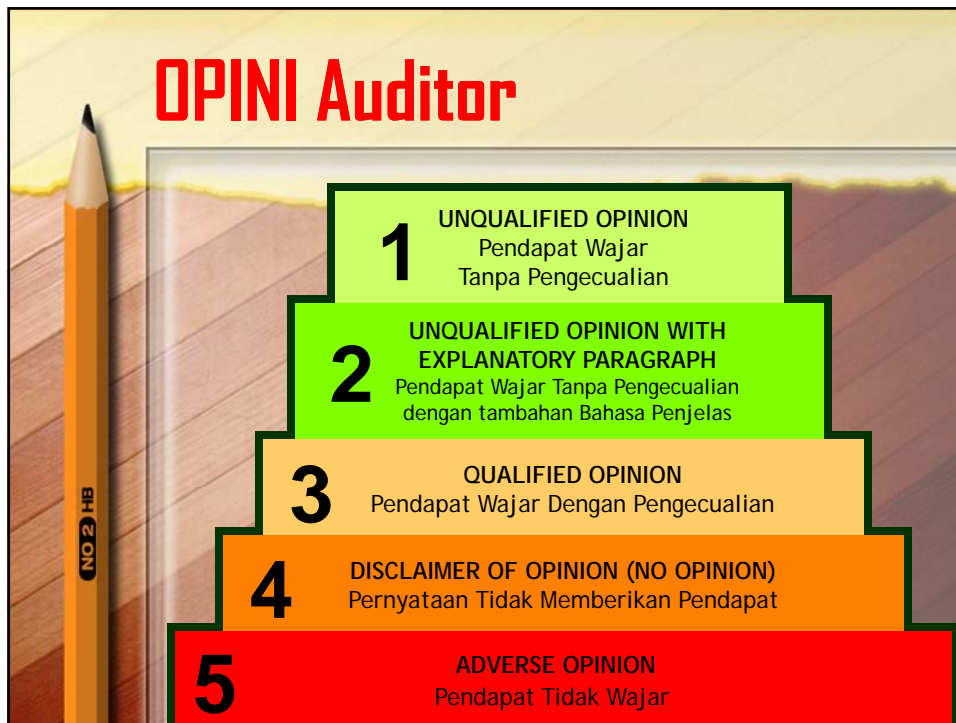 OPINI Auditor
1
UNQUALIFIED OPINION
Pendapat Wajar
Tanpa Pengecualian
2
UNQUALIFIED OPINION WITH
EXPLANATORY PARAGRAPH
Pendapat Wajar Tanpa Pengecualian
dengan tambahan Bahasa Penjelas
3
QUALIFIED OPINION
Pendapat Wajar Dengan Pengecualian
4
DISCLAIMER OF OPINION (NO OPINION)
Pernyataan Tidak Memberikan Pendapat
5
ADVERSE OPINION
Pendapat Tidak Wajar
NO 2 HB